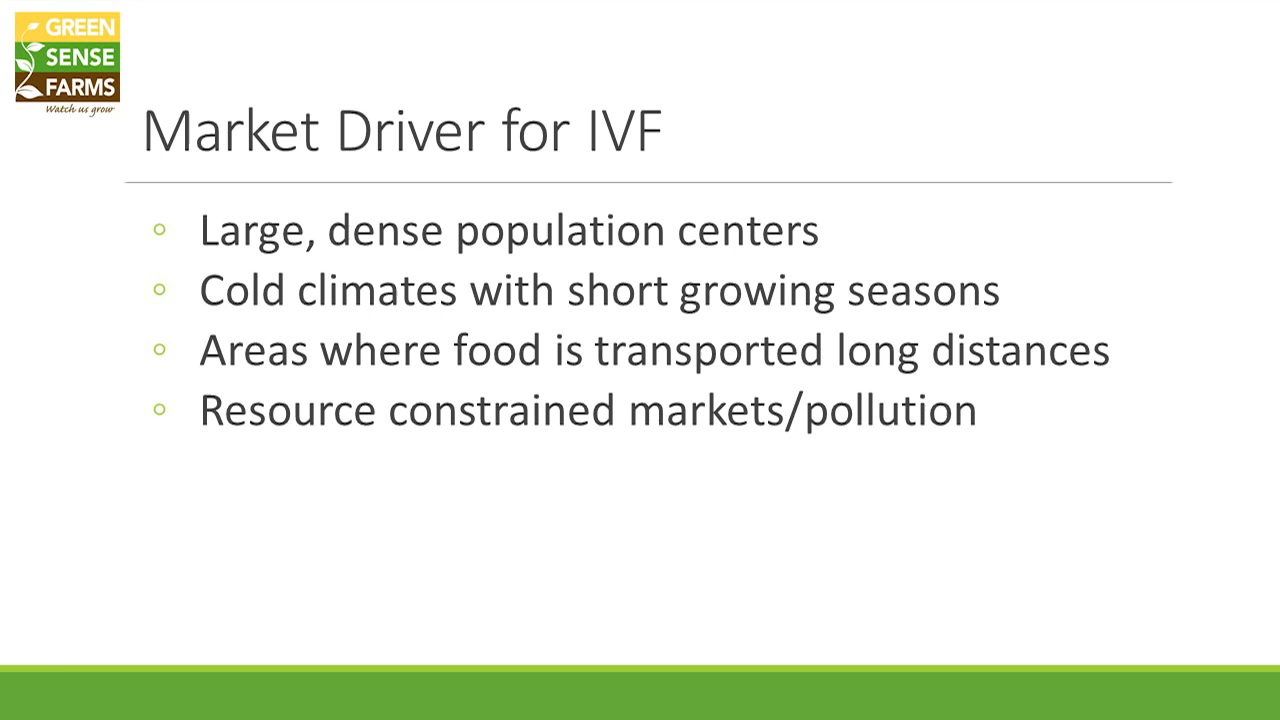 GREEN
SENSE
FARMS
Watch us grow
Market Driver for IVF
◦ Large, dense population centers
◦ Cold climates with short growing seasons
◦ Areas where food is transported long distances
◦ Resource constrained markets/pollution